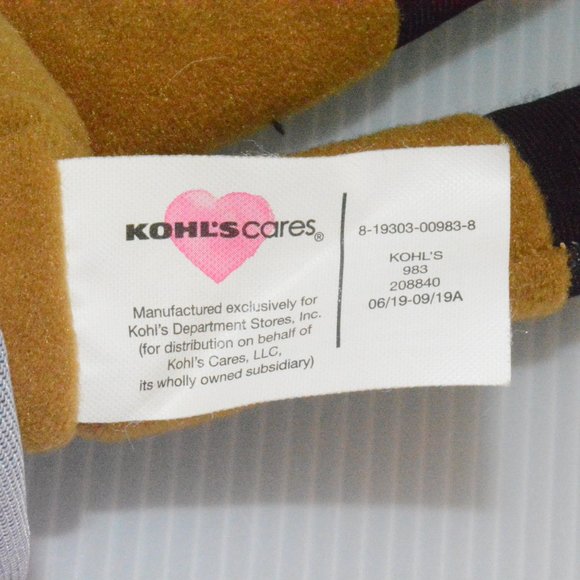 KOHL'S cares®
Manufactured exclusively for
Kohl's Department Stores, Inc.
(for distribution on behalf of
Kohl's Cares, LLC,
its wholly owned subsidiary)
8-19303-00983-8
KOHL'S
983
208840
06/19-09/19A